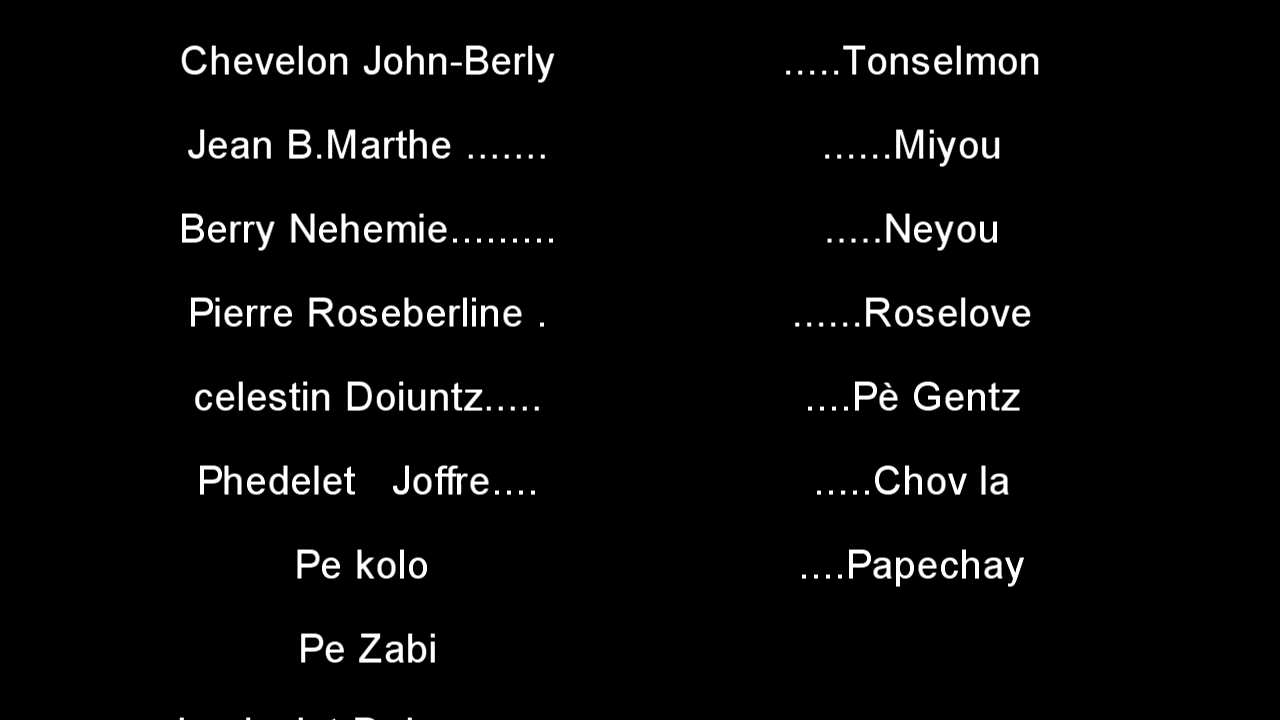 Chevelon John-Berly .....Tonselmon
Jean B.Marthe ....... ......Miyou
Berry Nehemie......... .....Neyou
Pierre Roseberline . ......Roselove
celestin Doiuntz..... ....Pè Gentz
Phedelet Joffre.... .....Chov la
Pe kolo ....Papechay
Pe Zabi